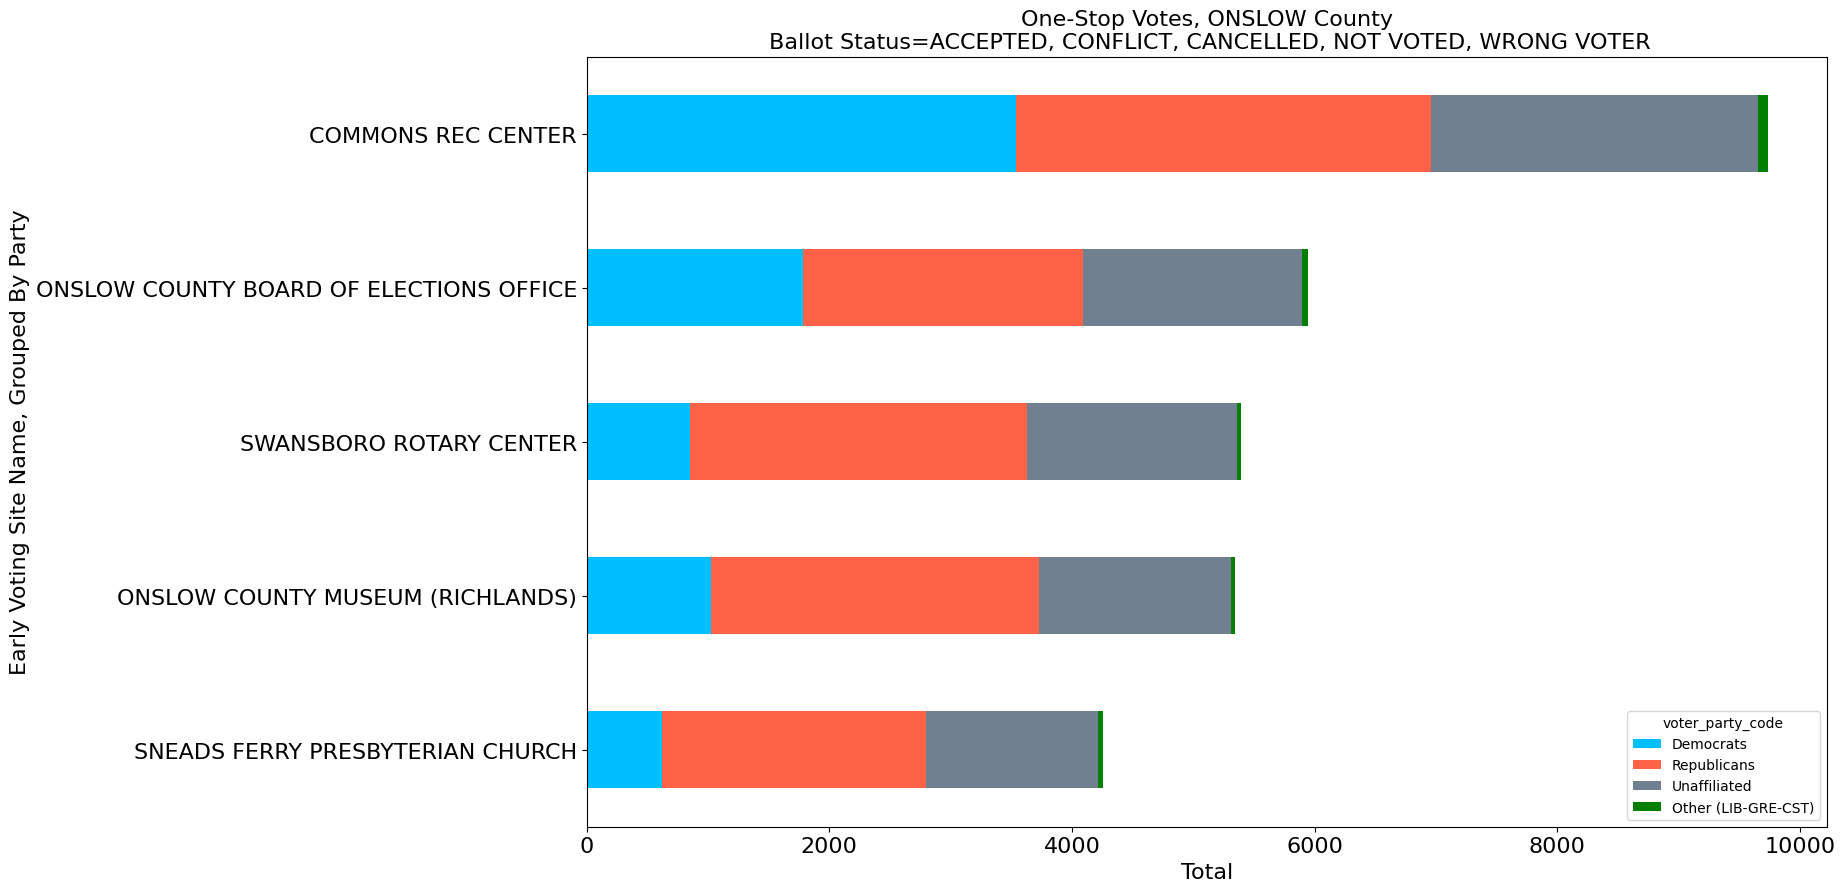 One-Stop Votes, ONSLOW County
Ballot Status=ACCEPTED, CONFLICT, CANCELLED, NOT VOTED, WRONG VOTER
Early Voting Site Name, Grouped By Party
COMMONS REC CENTER
ONSLOW COUNTY BOARD OF ELECTIONS OFFICE
SWANSBORO ROTARY CENTER
ONSLOW COUNTY MUSEUM (RICHLANDS)
SNEADS FERRY PRESBYTERIAN CHURCH
voter_party_code
Democrats
Republicans
Unaffiliated
Other (LIB-GRE-CST)
0 2000 4000 6000 8000 10000
Total